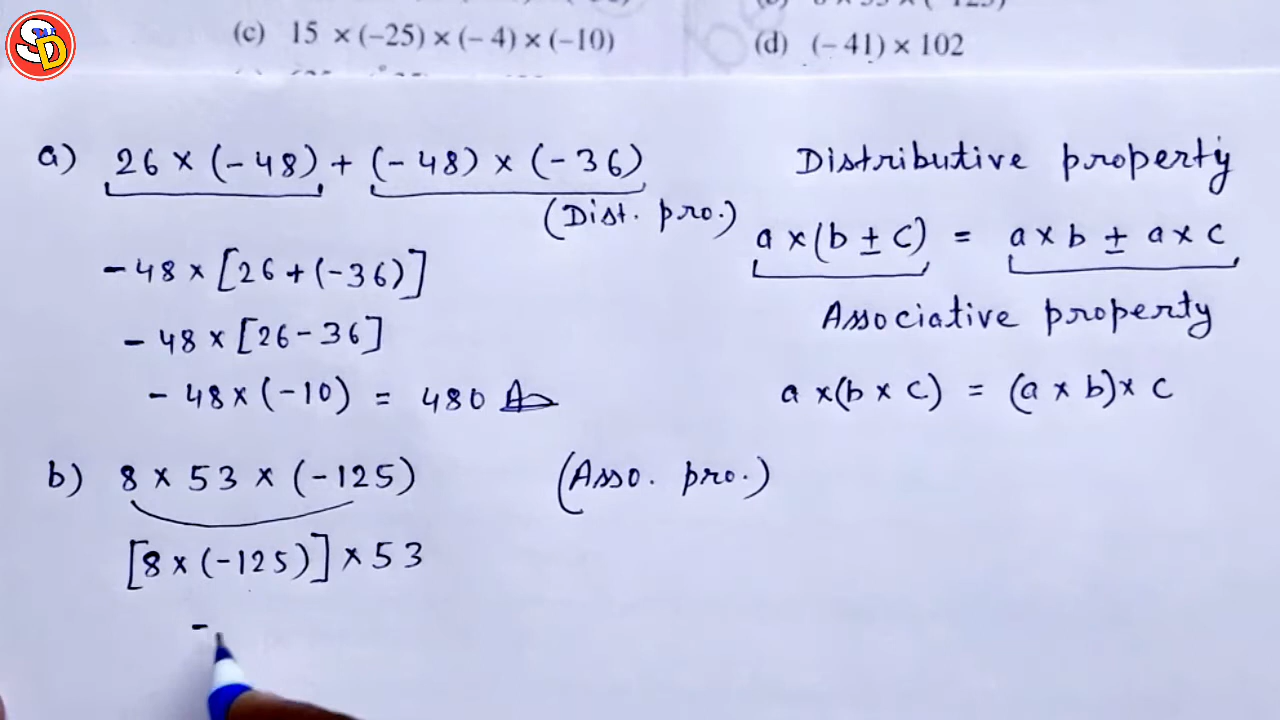 SD
(c) 15 × (−25) × (− 4) × (−10)
(d) (− 41) × 102
a) 26 × (− 48) + (− 48) × (− 36)
(Dist. pro.)
− 48 × [26 + (−36)]
− 48 × [26 − 36]
− 48 × (−10) = 480 A
Distributive property
a × (b ± c) = a × b ± a × c
Associative property
a × (b × c) = (a × b) × c
b) 8 × 53 × (−125) (Asso. pro.)
[8 × (−125)] × 53
−